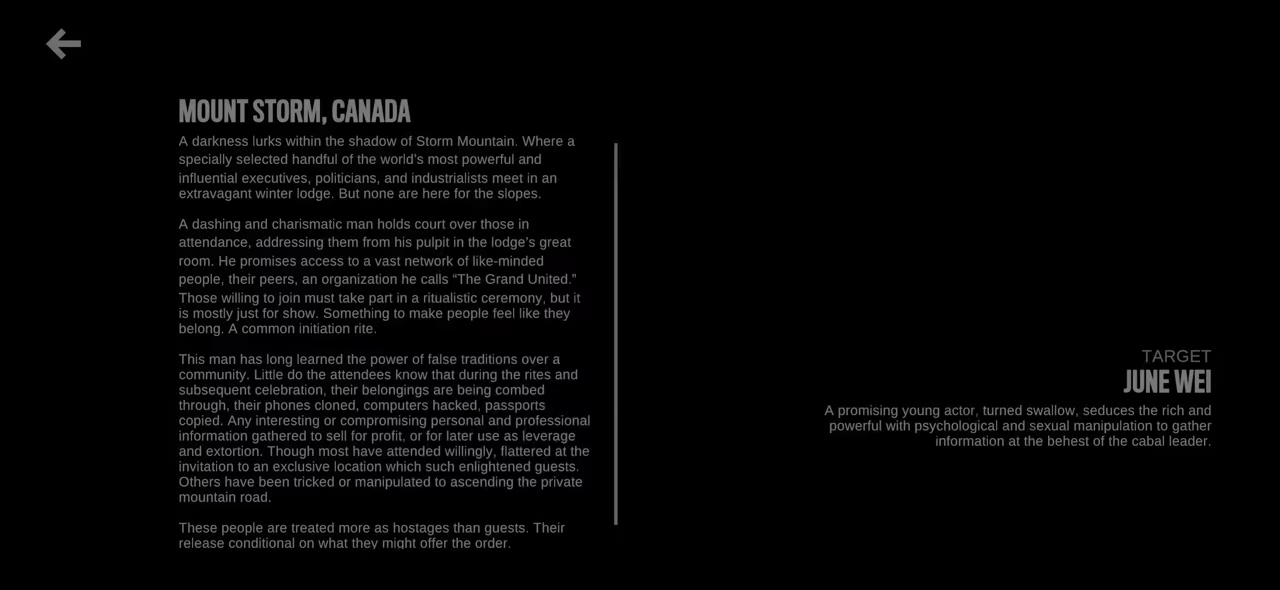 MOUNT STORM, CANADA
A darkness lurks within the shadow of Storm Mountain. Where a
specially selected handful of the world's most powerful and
influential executives, politicians, and industrialists meet in an
extravagant winter lodge. But none are here for the slopes.
A dashing and charismatic man holds court over those in
attendance, addressing them from his pulpit in the lodge's great
room. He promises access to a vast network of like-minded
people, their peers, an organization he calls “The Grand United.”
Those willing to join must take part in a ritualistic ceremony, but it
is mostly just for show. Something to make people feel like they
belong. A common initiation rite.
This man has long learned the power of false traditions over a
community. Little do the attendees know that during the rites and
subsequent celebration, their belongings are being combed
through, their phones cloned, computers hacked, passports
copied. Any interesting or compromising personal and professional
information gathered to sell for profit, or for later use as leverage
and extortion. Though most have attended willingly, flattered at the
invitation to an exclusive location which such enlightened guests.
Others have been tricked or manipulated to ascending the private
mountain road.
These people are treated more as hostages than guests. Their
release conditional on what they might offer the order.
TARGET
JUNE WEI
A promising young actor, turned swallow, seduces the rich and
powerful with psychological and sexual manipulation to gather
information at the behest of the cabal leader.